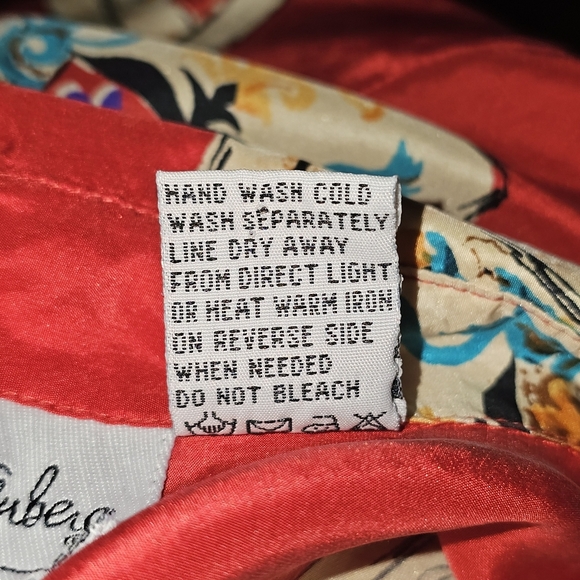 HAND WASH COLD
WASH SEPARATELY
LINE DRY AWAY
FROM DIRECT LIGHT
OR HEAT WARM IRON
ON REVERSE SIDE
WHEN NEEDED
DO NOT BLEACH